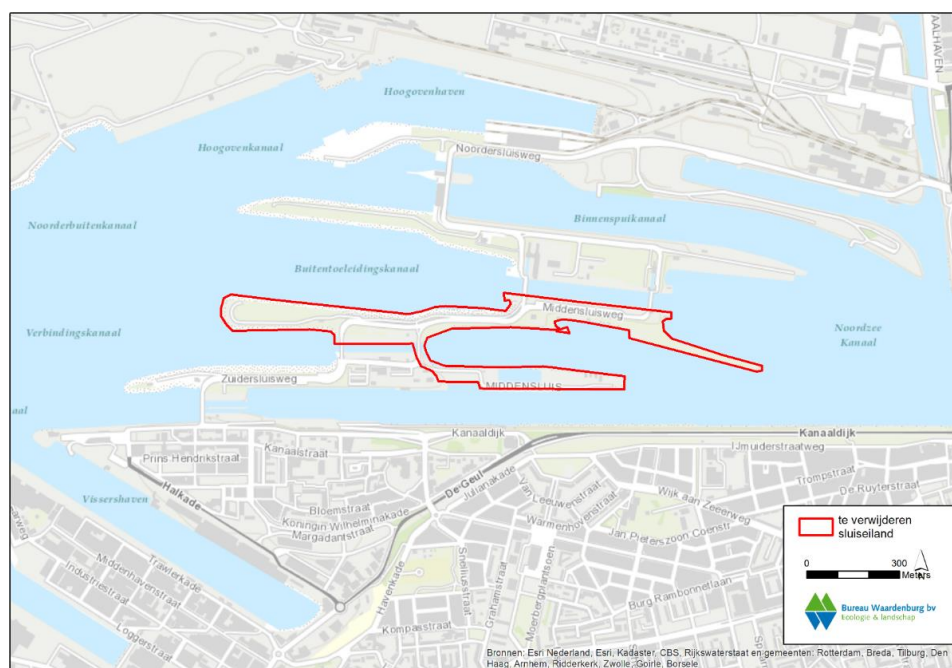 AALHAVEN
Hoogovenhaven
Hoogovenkanaal
Noordersluisweg
Noorderbuitenkanaal
Binnenspuikanaal
Buitentoeleidingskanaal
Middensluisweg
Verbindingskanaal
Noordzee
Kanaal
Zuidersluisweg
MIDDENSLUIS
aal
Kanaaldijk
Kanaaldijk
IJmuiderstraatweg
Prins Hendrikstraat
Kanaalstraat
De Geul
Julianakade
Trompstraat
De Ruyterstraat
Vissershaven
Halkade
Bloemstraat
Van Leeuwenstraat
Wijk aan Zeeërweg
Koningin Wilhelminakade
Margadantstraat
Warmenhovenstraat
Jan Pieterszoon Coenstr
Trawlerkade
Middenhavenstraat
Industriestraat
Havenkade
Snelliusstraat
Grahamstraat
Moerbergplantsoen
Burg Rambonnetlaan
Loggerstraat
Kompasstraat
te verwijderen
sluiseiland
0 300
Meters
Bureau Waardenburg bv
Ecologie & landschap
Bronnen: Esri Nederland, Esri, Kadaster, CBS, Rijkswaterstaat en gemeenten: Rotterdam, Breda, Tilburg, Den
Haag, Arnhem, Ridderkerk, Zwolle, Goirle, Borsele